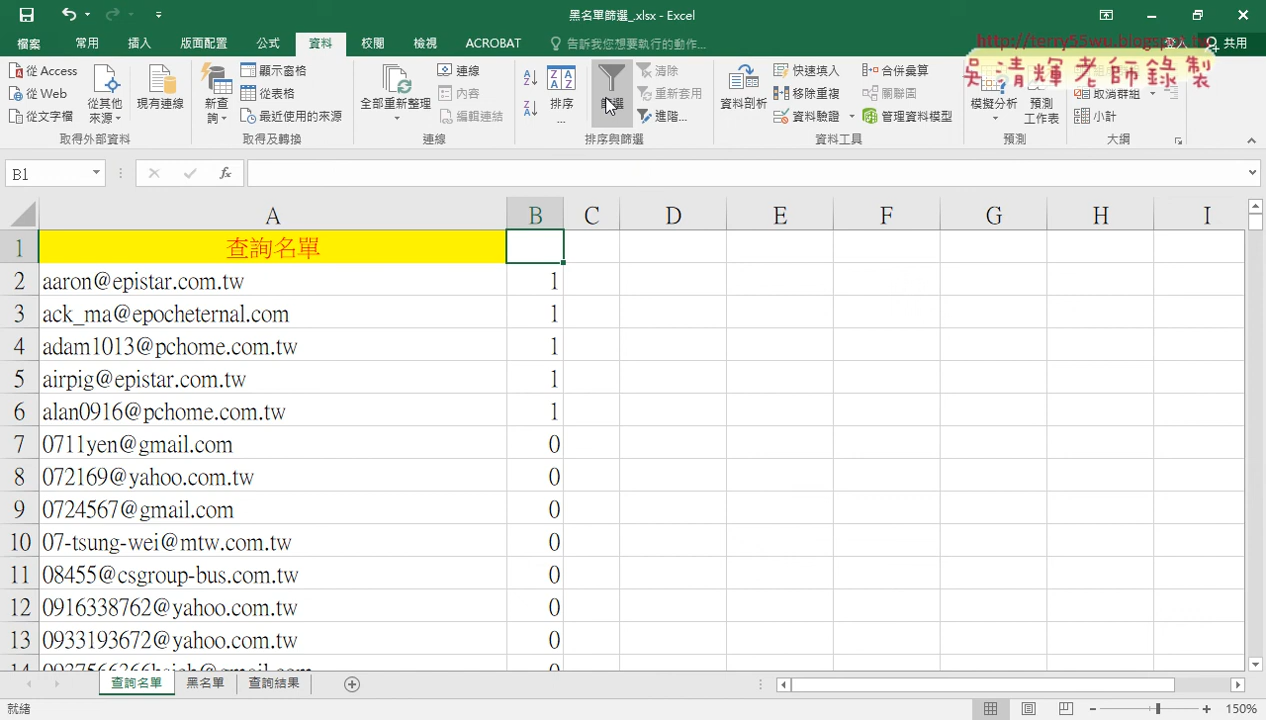 黑名單篩選_.xlsx - Excel
檔案 常用 插入 版面配置 公式 資料 校閱 檢視 ACROBAT 告訴我您想要執行的動作... 登入 共用
http://terry55wu.blogspot.tw
吳清輝老師錄製
從 Access
從 Web
從文字檔
從其他來源
現有連線
取得外部資料
新查詢
顯示查詢
從表格
最近使用的來源
取得及轉換
全部重新整理
連線
內容
編輯連結
連線
排序...
篩選
清除
重新套用
進階...
排序與篩選
資料剖析
快速填入
移除重複
資料驗證
合併彙算
關聯圖
管理資料模型
資料工具
模擬分析
預測工作表
預測
取消群組
小計
大綱
B1
fx
A B C D E F G H I
1 查詢名單
2 aaron@epistar.com.tw 1
3 ack_ma@epocheternal.com 1
4 adam1013@pchome.com.tw 1
5 airpig@epistar.com.tw 1
6 alan0916@pchome.com.tw 1
7 0711yen@gmail.com 0
8 072169@yahoo.com.tw 0
9 0724567@gmail.com 0
10 07-tsung-wei@mtw.com.tw 0
11 08455@csgroup-bus.com.tw 0
12 0916338762@yahoo.com.tw 0
13 0933193672@yahoo.com.tw 0
查詢名單 黑名單 查詢結果
就緒 150%